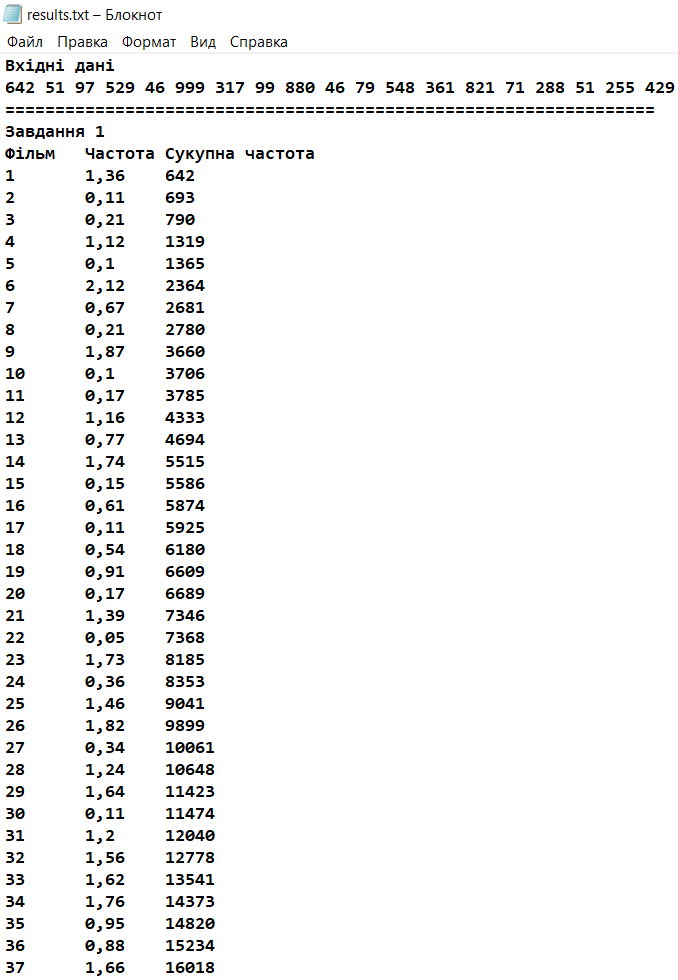 results.txt – Блокнот
Файл Правка Формат Вид Справка
Вхідні дані
642 51 97 529 46 999 317 99 880 46 79 548 361 821 71 288 51 255 429
=================================================================
Завдання 1
Фільм Частота Сукупна частота
1 1,36 642
2 0,11 693
3 0,21 790
4 1,12 1319
5 0,1 1365
6 2,12 2364
7 0,67 2681
8 0,21 2780
9 1,87 3660
10 0,1 3706
11 0,17 3785
12 1,16 4333
13 0,77 4694
14 1,74 5515
15 0,15 5586
16 0,61 5874
17 0,11 5925
18 0,54 6180
19 0,91 6609
20 0,17 6689
21 1,39 7346
22 0,05 7368
23 1,73 8185
24 0,36 8353
25 1,46 9041
26 1,82 9899
27 0,34 10061
28 1,24 10648
29 1,64 11423
30 0,11 11474
31 1,2 12040
32 1,56 12778
33 1,62 13541
34 1,76 14373
35 0,95 14820
36 0,88 15234
37 1,66 16018